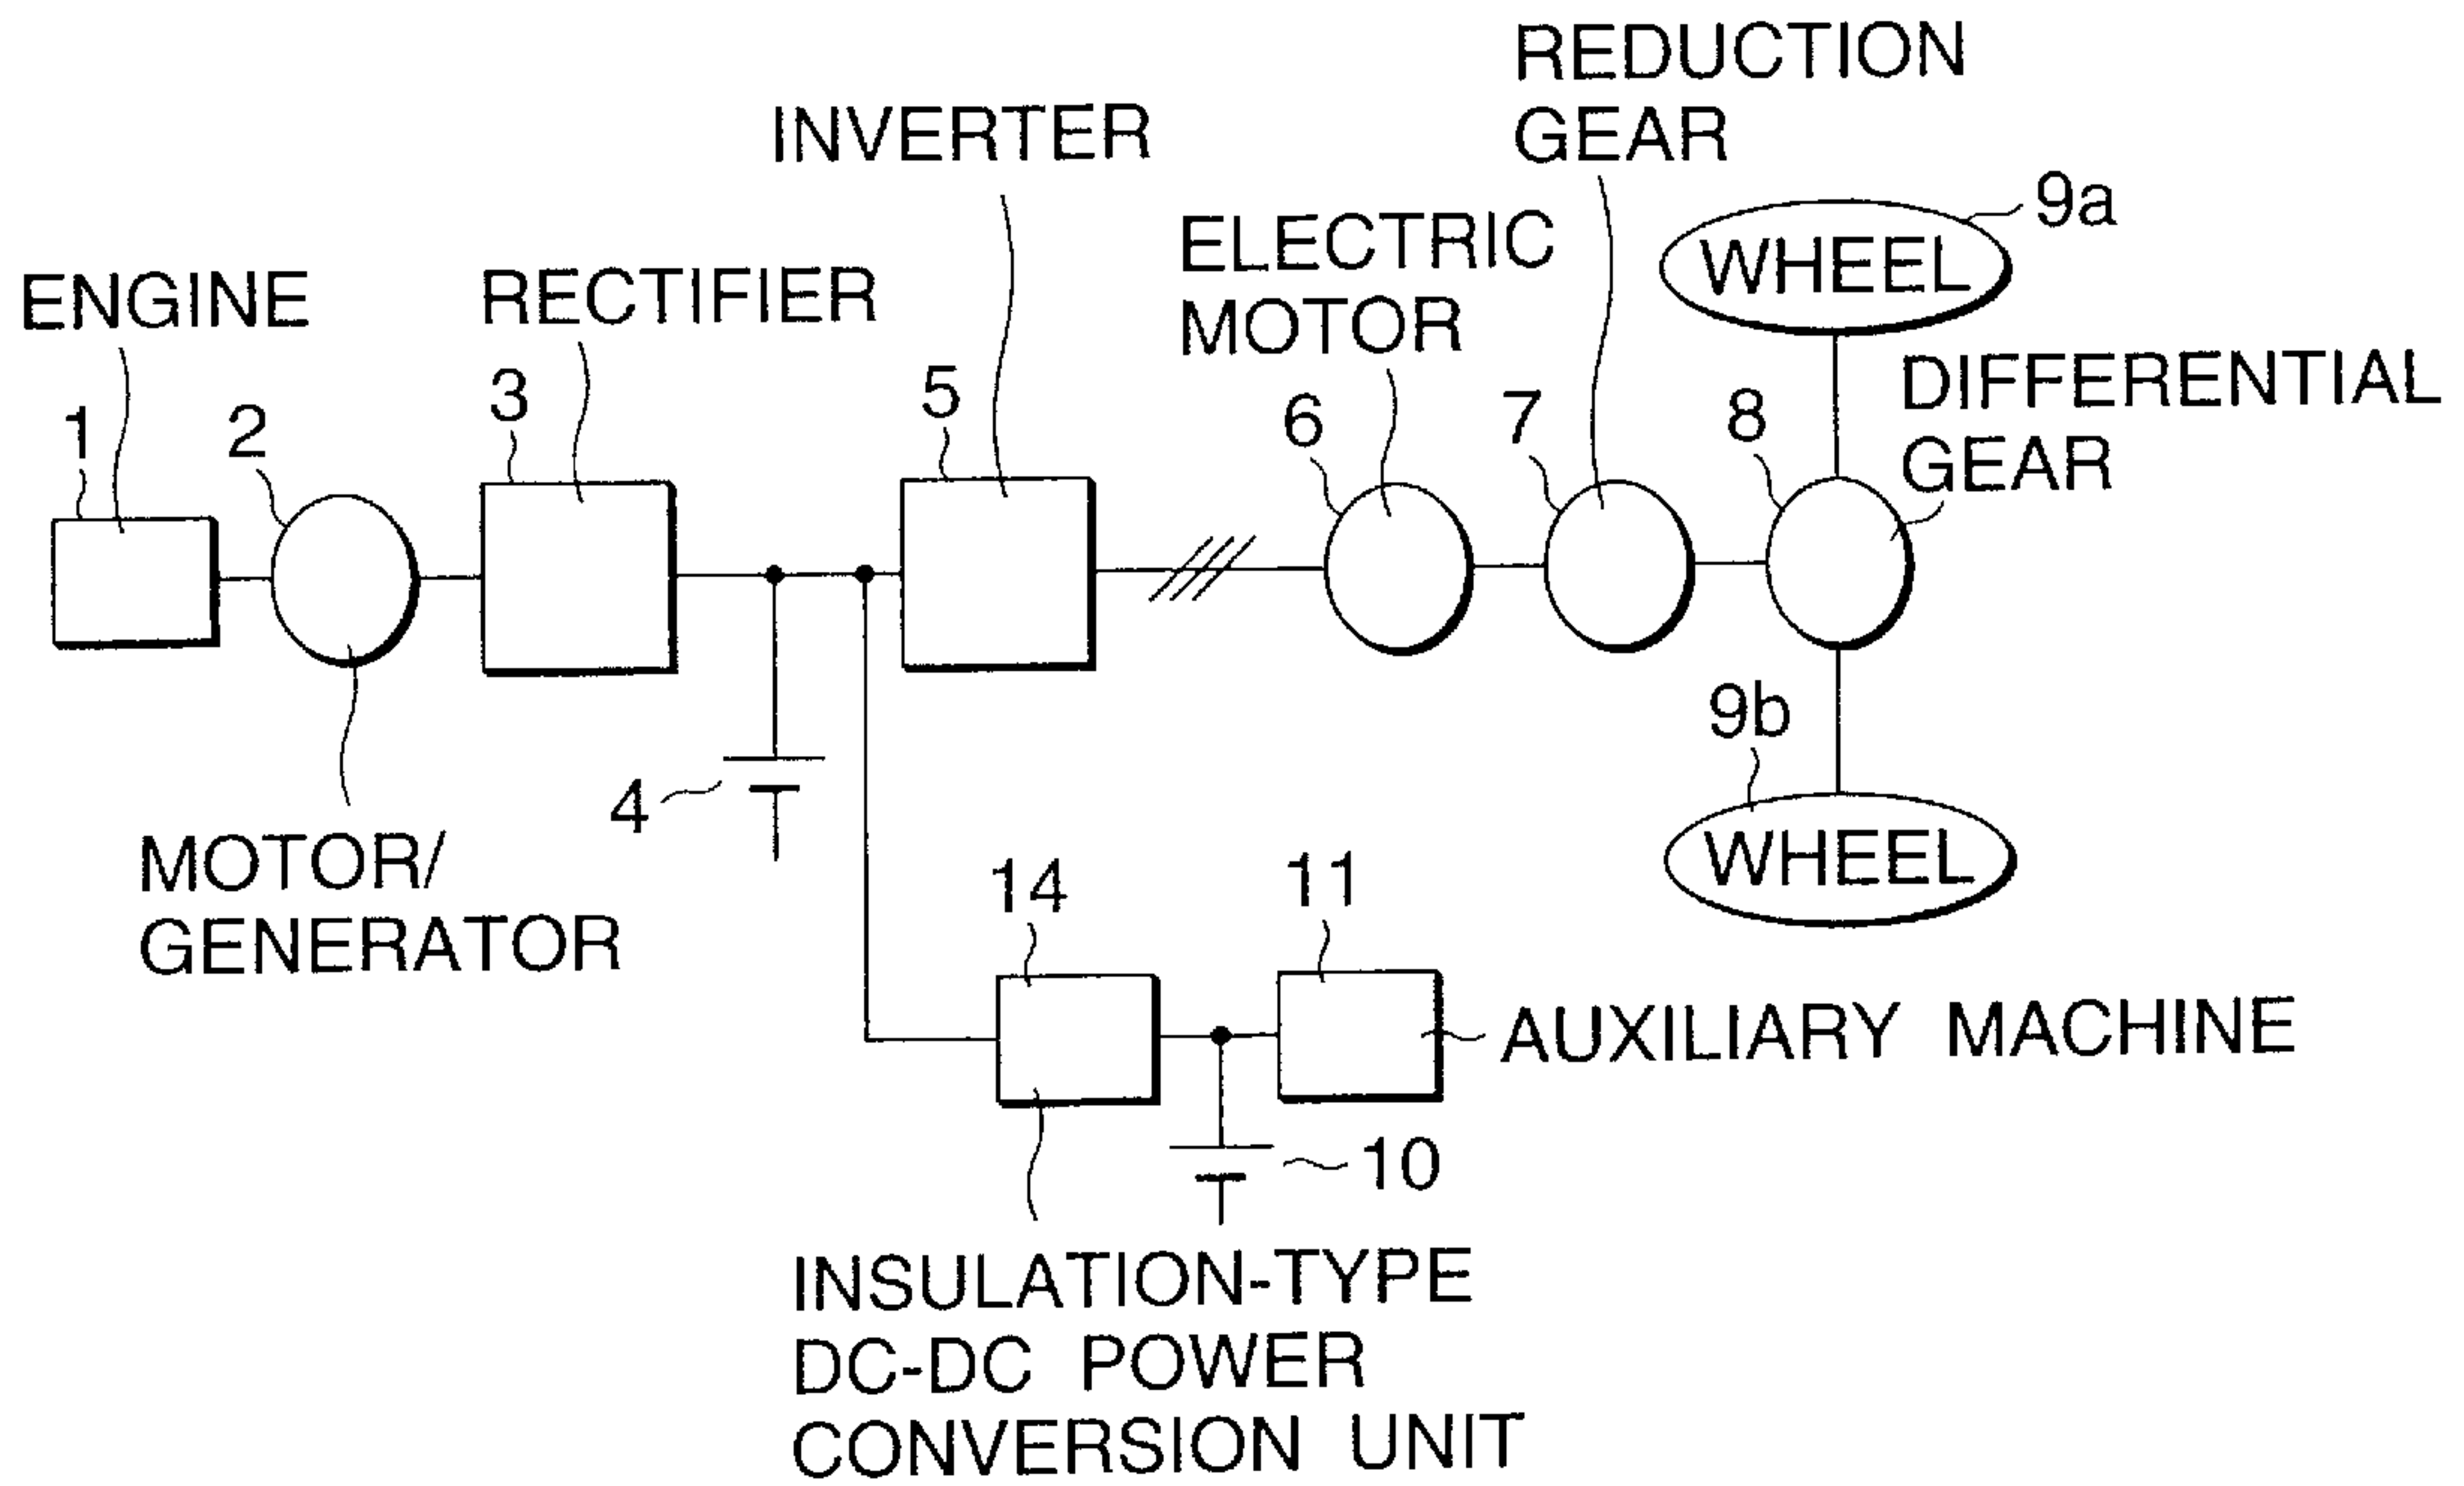 REDUCTION
GEAR
INVERTER
9a
ELECTRIC
MOTOR
WHEEL
ENGINE
RECTIFIER
DIFFERENTIAL
GEAR
1
2
3
5
6
7
8
9b
4
WHEEL
MOTOR/
GENERATOR
14
11
AUXILIARY MACHINE
10
INSULATION-TYPE
DC-DC POWER
CONVERSION UNIT